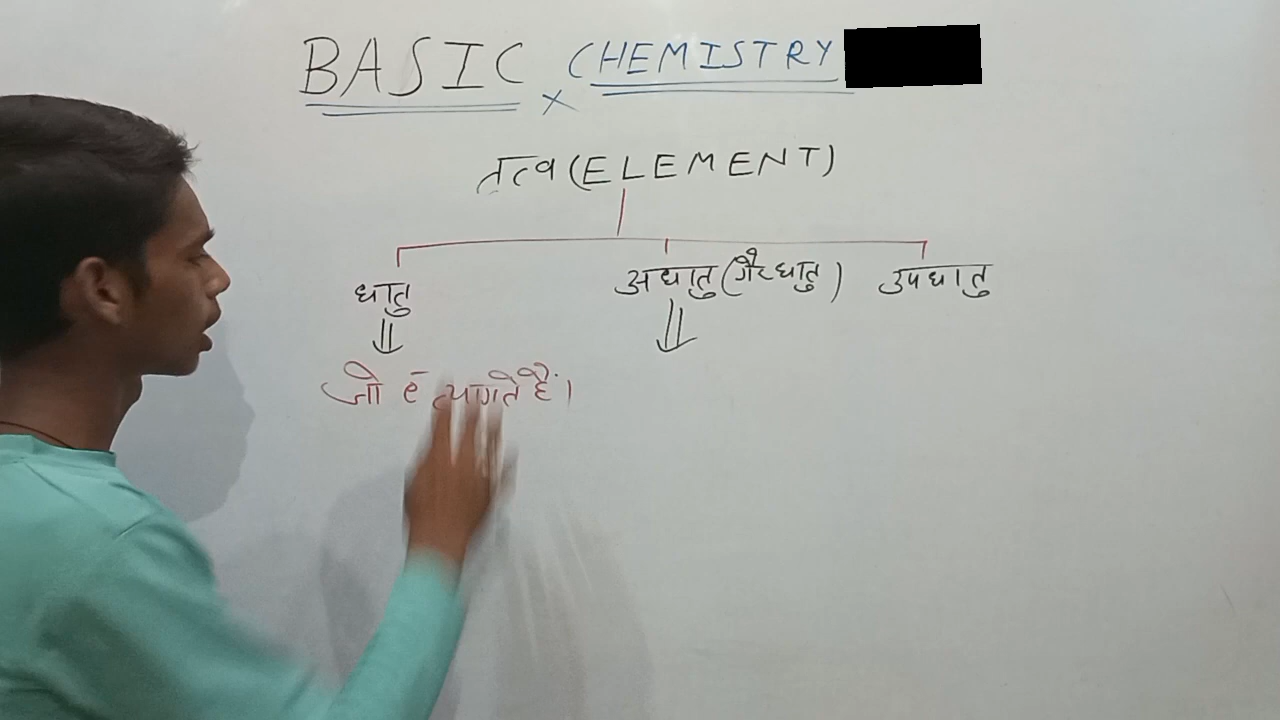 BASIC CHEMISTRY
तत्व (ELEMENT)
धातु अधातु (गैरधातु) उपधातु
जो e⁻ त्यागते हैं।